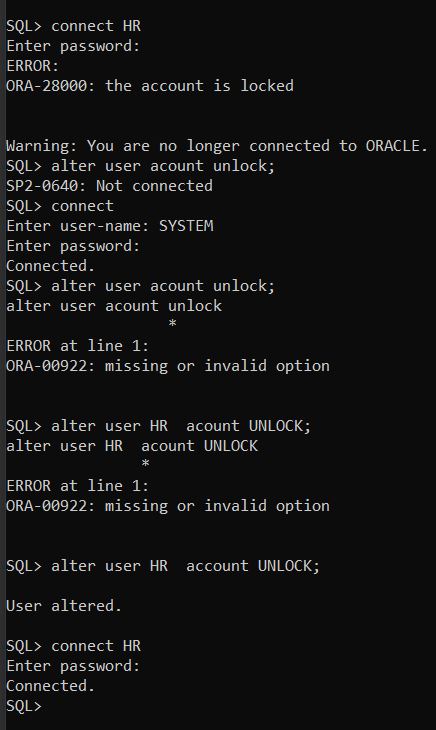 SQL> connect HR
Enter password:
ERROR:
ORA-28000: the account is locked
Warning: You are no longer connected to ORACLE.
SQL> alter user acount unlock;
SP2-0640: Not connected
SQL> connect
Enter user-name: SYSTEM
Enter password:
Connected.
SQL> alter user acount unlock;
alter user acount unlock
*
ERROR at line 1:
ORA-00922: missing or invalid option
SQL> alter user HR  acount UNLOCK;
alter user HR  acount UNLOCK
*
ERROR at line 1:
ORA-00922: missing or invalid option
SQL> alter user HR  account UNLOCK;
User altered.
SQL> connect HR
Enter password:
Connected.
SQL>